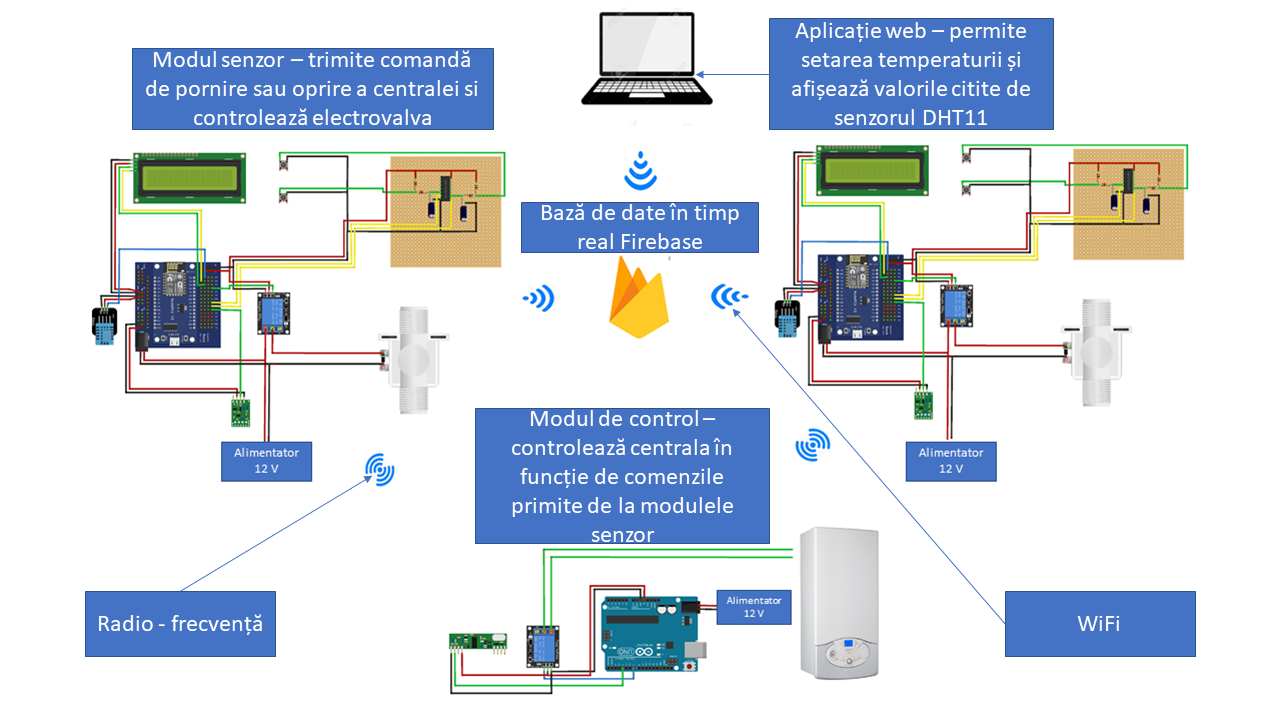 Aplicație web – permite
setarea temperaturii și
afișează valorile citite de
senzorul DHT11
Modul senzor – trimite comandă
de pornire sau oprire a centralei si
controlează electrovalva
Bază de date în timp
real Firebase
Alimentator
12 V
Alimentator
12 V
Modul de control –
controlează centrala în
funcție de comenzile
primite de la modulele
senzor
Alimentator
12 V
Radio - frecvență
WiFi